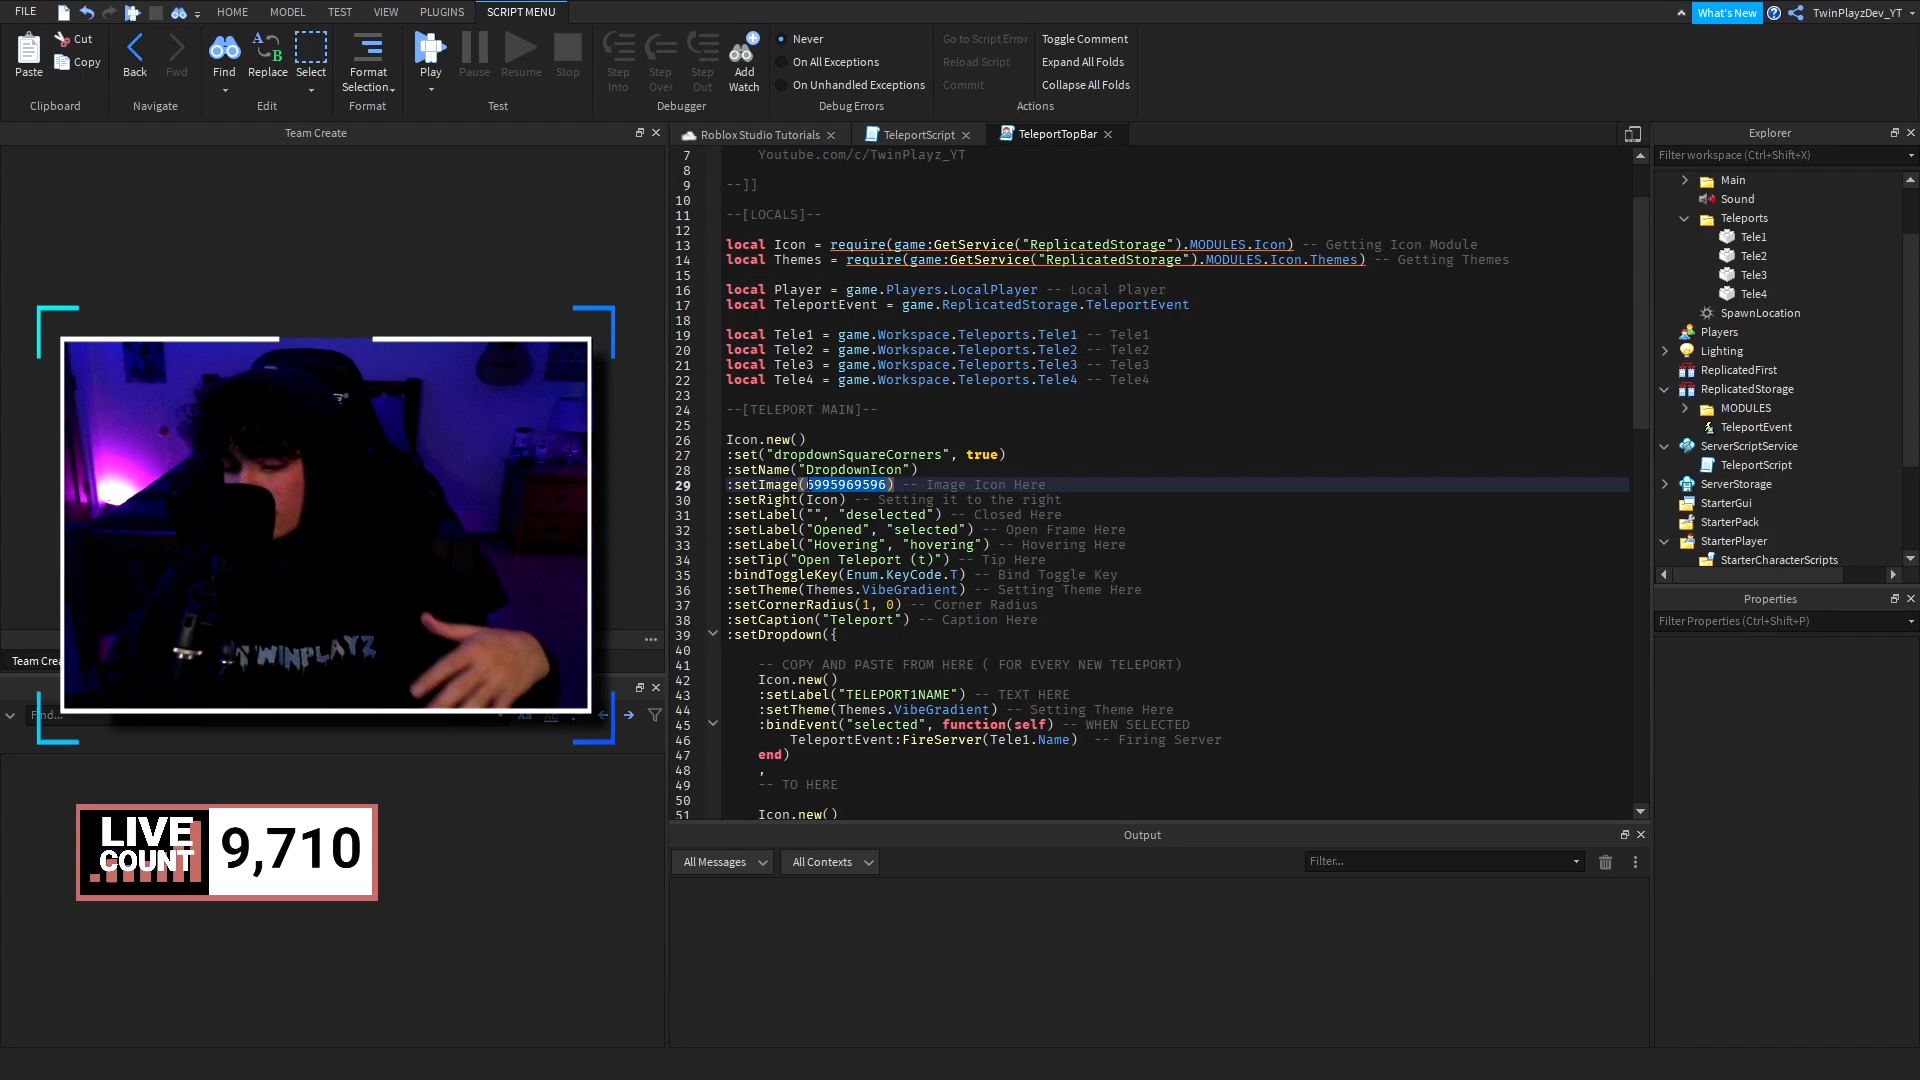 FILE
HOME
MODEL
TEST
VIEW
PLUGINS
SCRIPT MENU
What's New
TwinPlayzDev_YT
Paste
Cut
Copy
Clipboard
Back
Fwd
Navigate
Find
Replace
Select
Edit
Format
Selection
Format
Play
Pause
Resume
Stop
Test
Step
Into
Step
Over
Step
Out
Add
Watch
Debugger
Never
On All Exceptions
On Unhandled Exceptions
Debug Errors
Go to Script Error
Reload Script
Commit
Toggle Comment
Expand All Folds
Collapse All Folds
Actions
Team Create
TWINPLAYZ
Team Crea
Find...
LIVE
COUNT
9,710
Roblox Studio Tutorials
TeleportScript
TeleportTopBar
7 Youtube.com/c/TwinPlayz_YT
8
9 --]]
10
11 --[LOCALS]--
12
13 local Icon = require(game:GetService("ReplicatedStorage").MODULES.Icon) -- Getting Icon Module
14 local Themes = require(game:GetService("ReplicatedStorage").MODULES.Icon.Themes) -- Getting Themes
15
16 local Player = game.Players.LocalPlayer -- Local Player
17 local TeleportEvent = game.ReplicatedStorage.TeleportEvent
18
19 local Tele1 = game.Workspace.Teleports.Tele1 -- Tele1
20 local Tele2 = game.Workspace.Teleports.Tele2 -- Tele2
21 local Tele3 = game.Workspace.Teleports.Tele3 -- Tele3
22 local Tele4 = game.Workspace.Teleports.Tele4 -- Tele4
23
24 --[TELEPORT MAIN]--
25
26 Icon.new()
27 :set("dropdownSquareCorners", true)
28 :setName("DropdownIcon")
29 :setImage(5995969596) -- Image Icon Here
30 :setRight(Icon) -- Setting it to the right
31 :setLabel("", "deselected") -- Closed Here
32 :setLabel("Opened", "selected") -- Open Frame Here
33 :setLabel("Hovering", "hovering") -- Hovering Here
34 :setTip("Open Teleport (t)") -- Tip Here
35 :bindToggleKey(Enum.KeyCode.T) -- Bind Toggle Key
36 :setTheme(Themes.VibeGradient) -- Setting Theme Here
37 :setCornerRadius(1, 0) -- Corner Radius
38 :setCaption("Teleport") -- Caption Here
39 :setDropdown({
40
41 -- COPY AND PASTE FROM HERE ( FOR EVERY NEW TELEPORT)
42 Icon.new()
43 :setLabel("TELEPORT1NAME") -- TEXT HERE
44 :setTheme(Themes.VibeGradient) -- Setting Theme Here
45 :bindEvent("selected", function(self) -- WHEN SELECTED
46 TeleportEvent:FireServer(Tele1.Name) -- Firing Server
47 end)
48 ,
49 -- TO HERE
50
51 Icon.new()
Output
All Messages
All Contexts
Filter...
Explorer
Filter workspace (Ctrl+Shift+X)
Main
Sound
Teleports
Tele1
Tele2
Tele3
Tele4
SpawnLocation
Players
Lighting
ReplicatedFirst
ReplicatedStorage
MODULES
TeleportEvent
ServerScriptService
TeleportScript
ServerStorage
StarterGui
StarterPack
StarterPlayer
StarterCharacterScripts
Properties
Filter Properties (Ctrl+Shift+P)